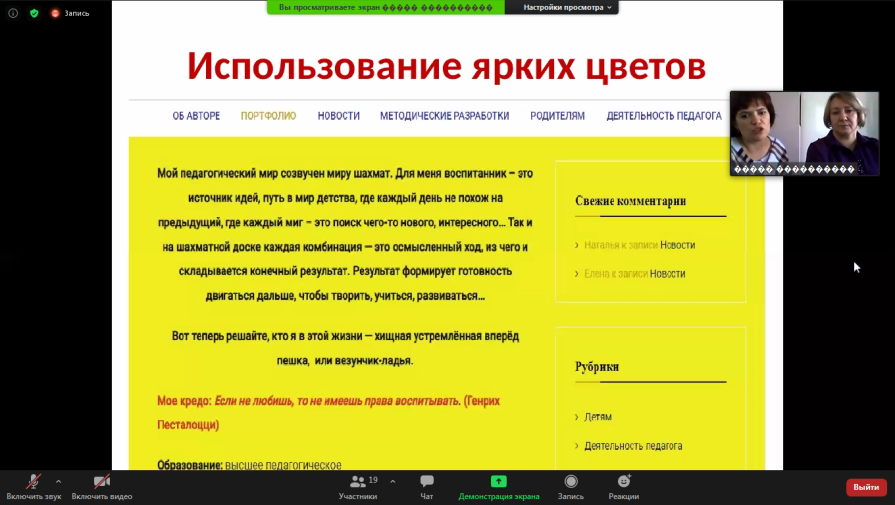 Вы просматриваете экран
Настройки просмотра
Запись
Использование ярких цветов
ОБ АВТОРЕ ПОРТФОЛИО НОВОСТИ МЕТОДИЧЕСКИЕ РАЗРАБОТКИ РОДИТЕЛЯМ ДЕЯТЕЛЬНОСТЬ ПЕДАГОГА
Мой педагогический мир созвучен миру шахмат. Для меня воспитанник – это
источник идей, путь в мир детства, где каждый день не похож на
предыдущий, где каждый миг – это поиск чего-то нового, интересного... Так и
на шахматной доске каждая комбинация — это осмысленный ход, из чего и
складывается конечный результат. Результат формирует готовность
двигаться дальше, чтобы творить, учиться, развиваться...
Вот теперь решайте, кто я в этой жизни — хищная устремлённая вперёд
пешка, или везунчик-ладья.
Мое кредо: Если не любишь, то не имеешь права воспитывать. (Генрих
Песталоцци)
Образование: высшее педагогическое
Свежие комментарии
Наталья к записи Новости
Елена к записи Новости
Рубрики
Детям
Деятельность педагога
Включить звук
Включить видео
19
Участники
Чат
Демонстрация экрана
Запись
Реакции
Выйти